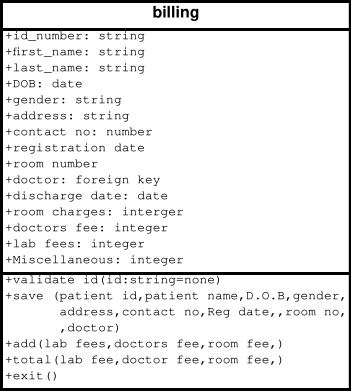 billing
+id_number: string
+first_name: string
+last_name: string
+DOB: date
+gender: string
+address: string
+contact no: number
+registration date
+room number
+doctor: foreign key
+discharge date: date
+room charges: interger
+doctors fee: integer
+lab fees: integer
+Miscellaneous: integer
+validate id(id:string=none)
+save (patient id,patient name,D.O.B,gender,
address,contact no,Reg date,,room no,
,doctor)
+add(lab fees,doctors fee,room fee,)
+total(lab fee,doctor fee,room fee,)
+exit()